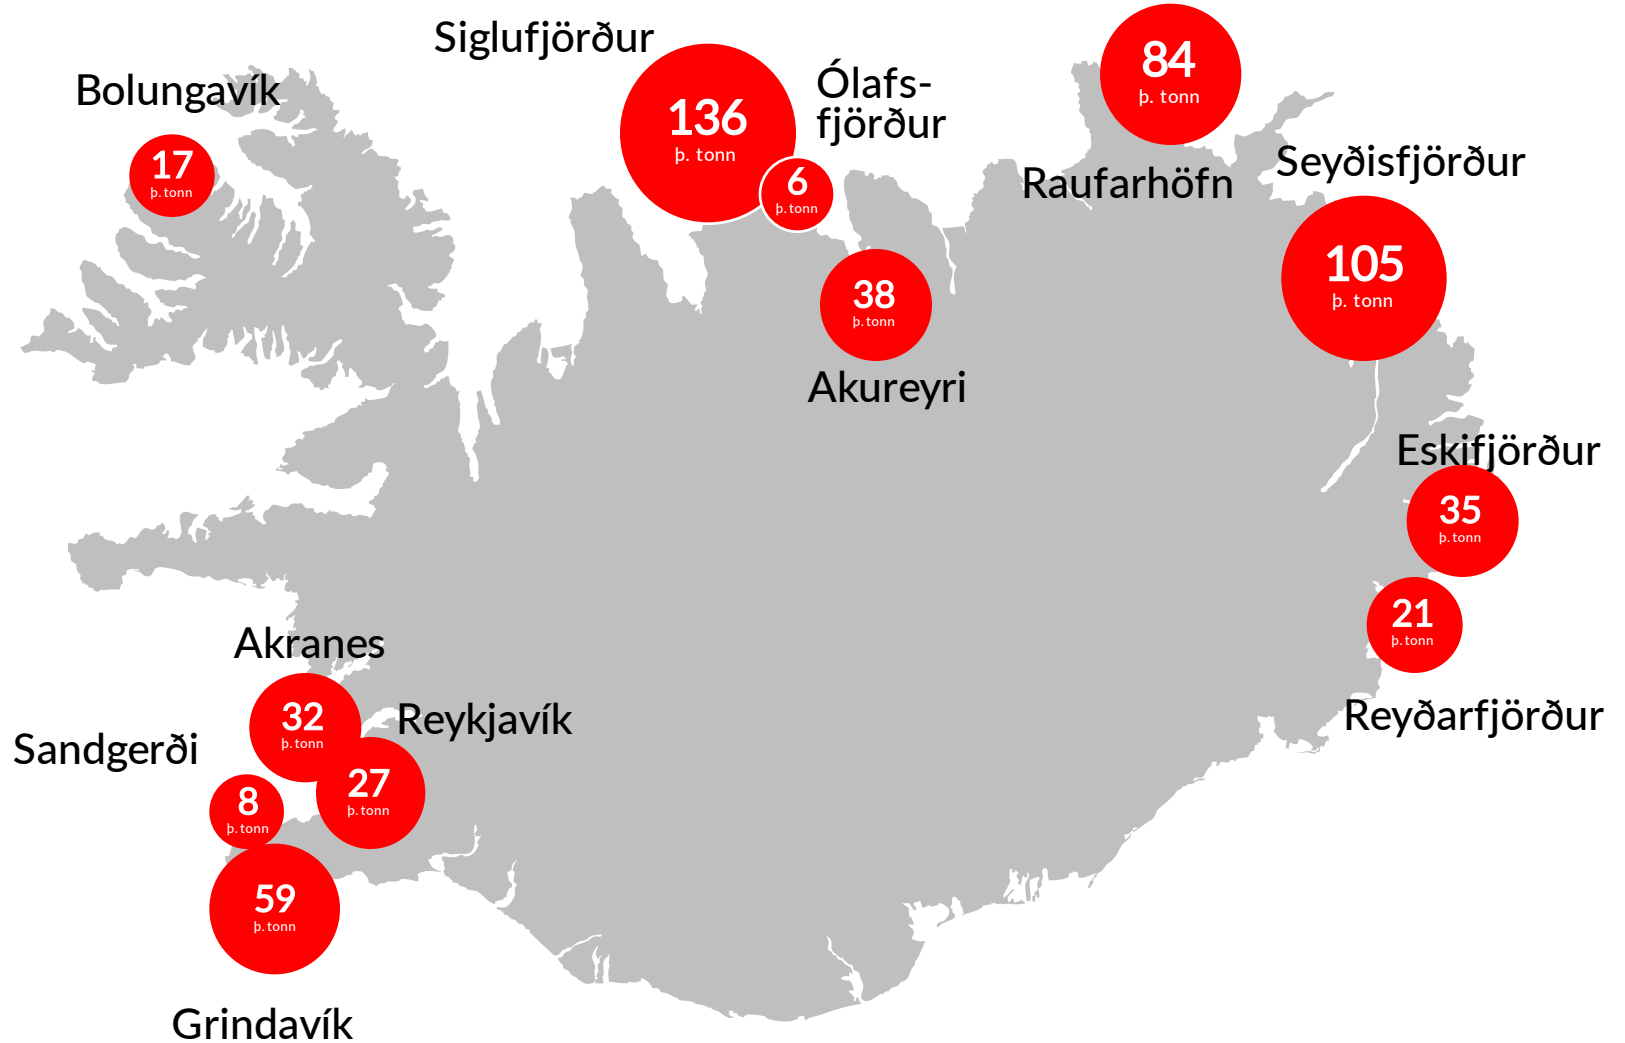 Siglufjörður
136
þ. tonn
Ólafs-
fjörður
6
þ. tonn
84
þ. tonn
Raufarhöfn
Bolungavík
17
þ. tonn
Seyðisfjörður
105
þ. tonn
38
þ. tonn
Akureyri
Eskifjörður
35
þ. tonn
21
þ. tonn
Reyðarfjörður
Akranes
32
þ. tonn
Reykjavík
27
þ. tonn
Sandgerði
8
þ. tonn
59
þ. tonn
Grindavík